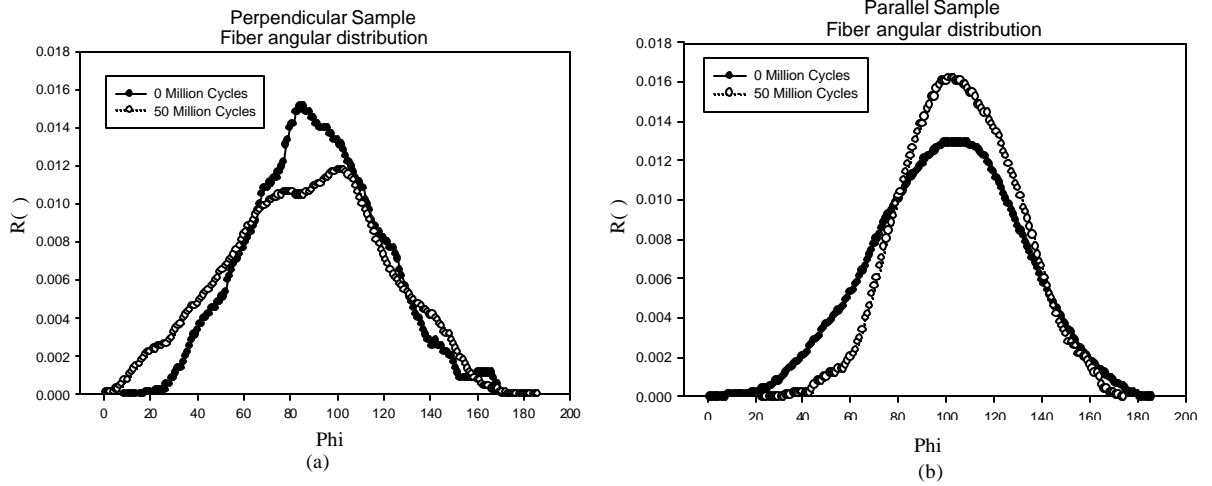 Perpendicular Sample
Fiber angular distribution
0.018
0.016
0.014
0.012
0.010
0.008
0.006
0.004
0.002
0.000
R( )
0 Million Cycles
50 Million Cycles
0 20 40 60 80 100 120 140 160 180 200
Phi
(a)
Parallel Sample
Fiber angular distribution
0.018
0.016
0.014
0.012
0.010
0.008
0.006
0.004
0.002
0.000
R( )
0 Million Cycles
50 Million Cycles
0 20 40 60 80 100 120 140 160 180 200
Phi
(b)